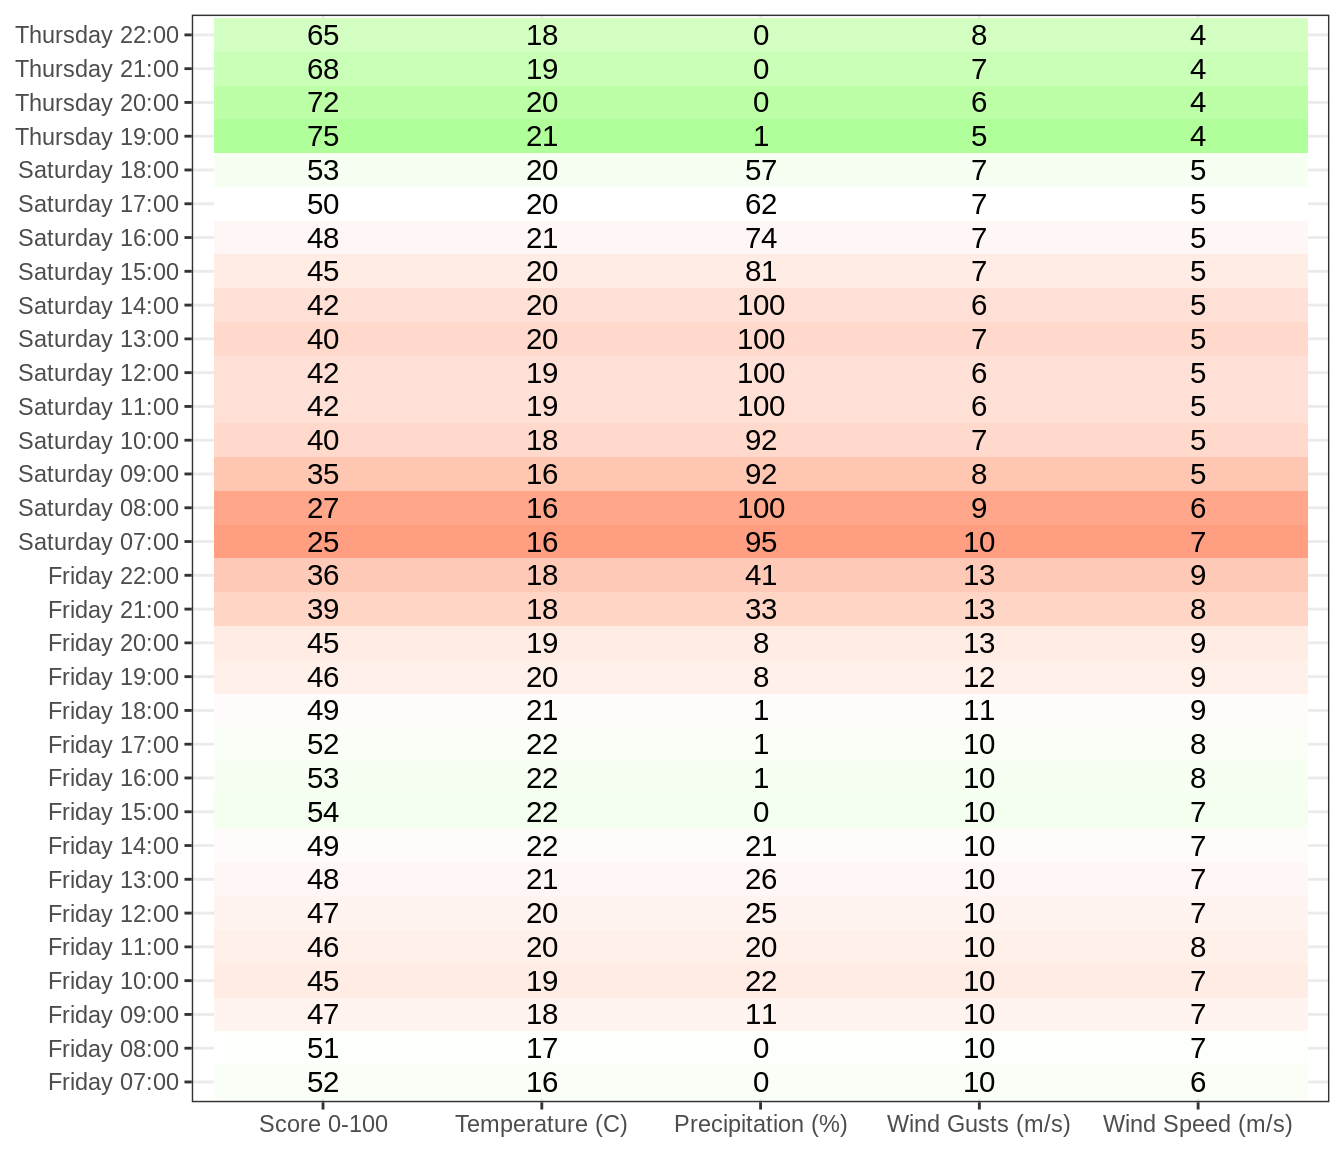 Thursday 22:00 65 18 0 8 4
Thursday 21:00 68 19 0 7 4
Thursday 20:00 72 20 0 6 4
Thursday 19:00 75 21 1 5 4
Saturday 18:00 53 20 57 7 5
Saturday 17:00 50 20 62 7 5
Saturday 16:00 48 21 74 7 5
Saturday 15:00 45 20 81 7 5
Saturday 14:00 42 20 100 6 5
Saturday 13:00 40 20 100 7 5
Saturday 12:00 42 19 100 6 5
Saturday 11:00 42 19 100 6 5
Saturday 10:00 40 18 92 7 5
Saturday 09:00 35 16 92 8 5
Saturday 08:00 27 16 100 9 6
Saturday 07:00 25 16 95 10 7
Friday 22:00 36 18 41 13 9
Friday 21:00 39 18 33 13 8
Friday 20:00 45 19 8 13 9
Friday 19:00 46 20 8 12 9
Friday 18:00 49 21 1 11 9
Friday 17:00 52 22 1 10 8
Friday 16:00 53 22 1 10 8
Friday 15:00 54 22 0 10 7
Friday 14:00 49 22 21 10 7
Friday 13:00 48 21 26 10 7
Friday 12:00 47 20 25 10 7
Friday 11:00 46 20 20 10 8
Friday 10:00 45 19 22 10 7
Friday 09:00 47 18 11 10 7
Friday 08:00 51 17 0 10 7
Friday 07:00 52 16 0 10 6
Score 0-100 Temperature (C) Precipitation (%) Wind Gusts (m/s) Wind Speed (m/s)